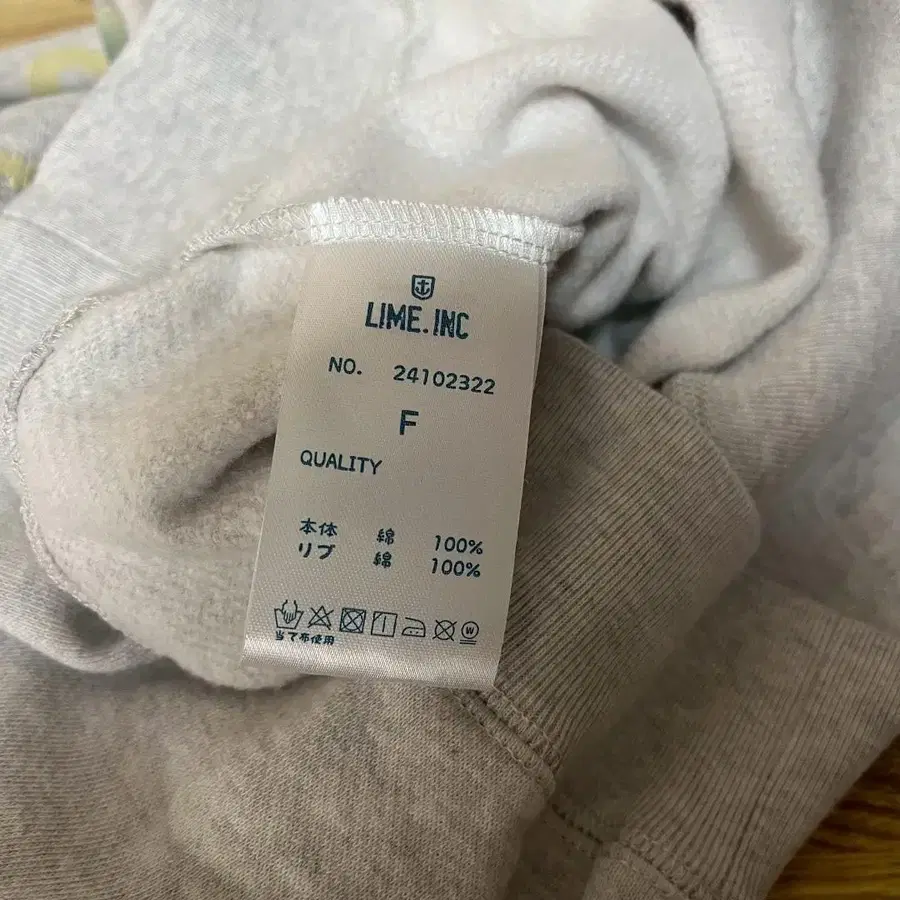 LIME.INC
NO. 24102322
F
QUALITY
本体 綿 100%
リブ 綿 100%
W
当て布使用